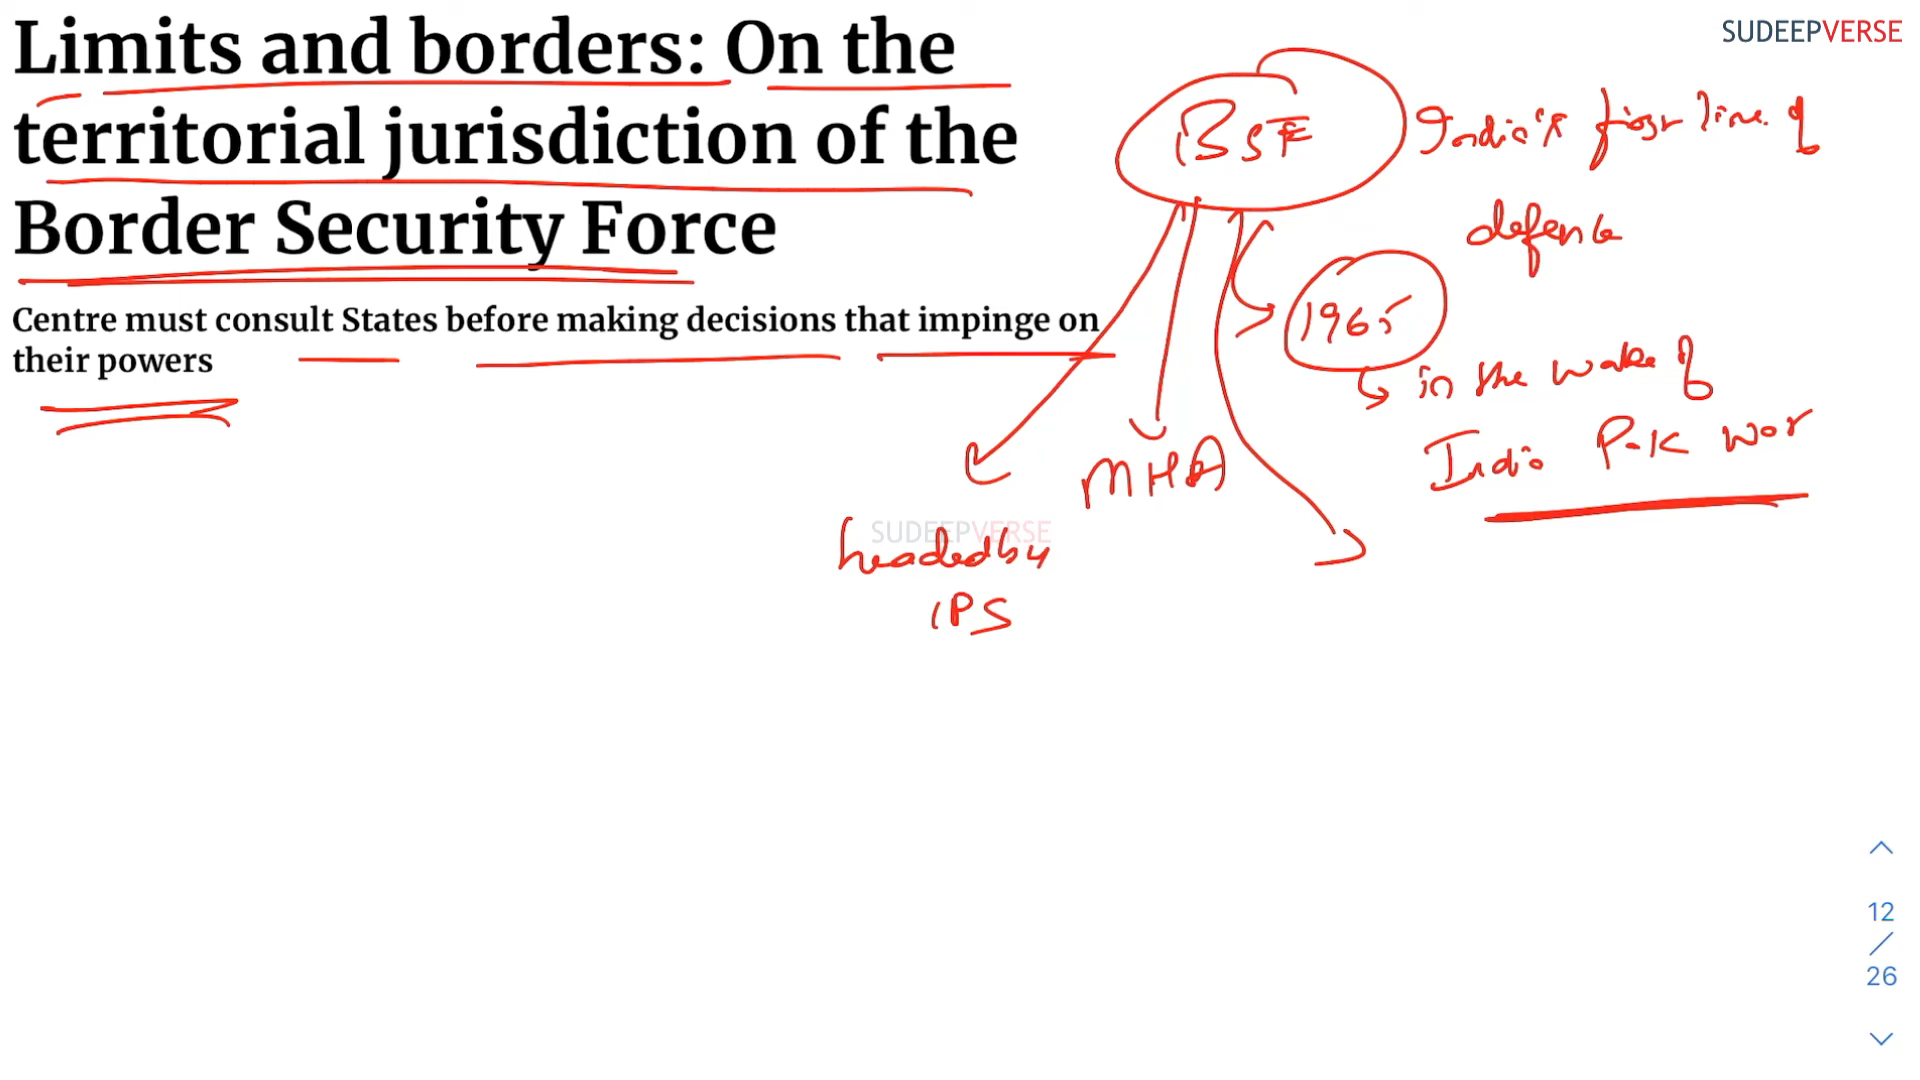 Limits and borders: On the
territorial jurisdiction of the
Border Security Force
Centre must consult States before making decisions that impinge on
their powers
SUDEEPVERSE
BSF
India's first line of
defence
1965
in the wake of
India Pak war
MHA
SUDEEPVERSE
headed by
IPS
12
/
26